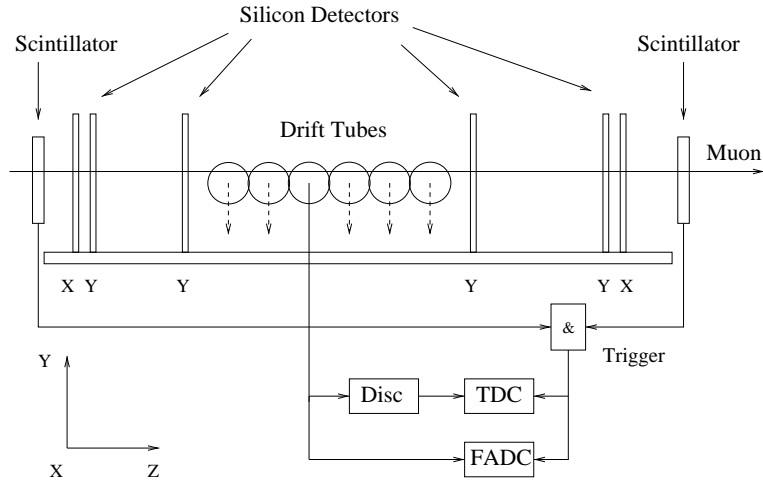 Silicon Detectors
Scintillator
Scintillator
Drift Tubes
Muon
X Y Y Y Y X
&
Trigger
Y
Disc
TDC
FADC
X
Z